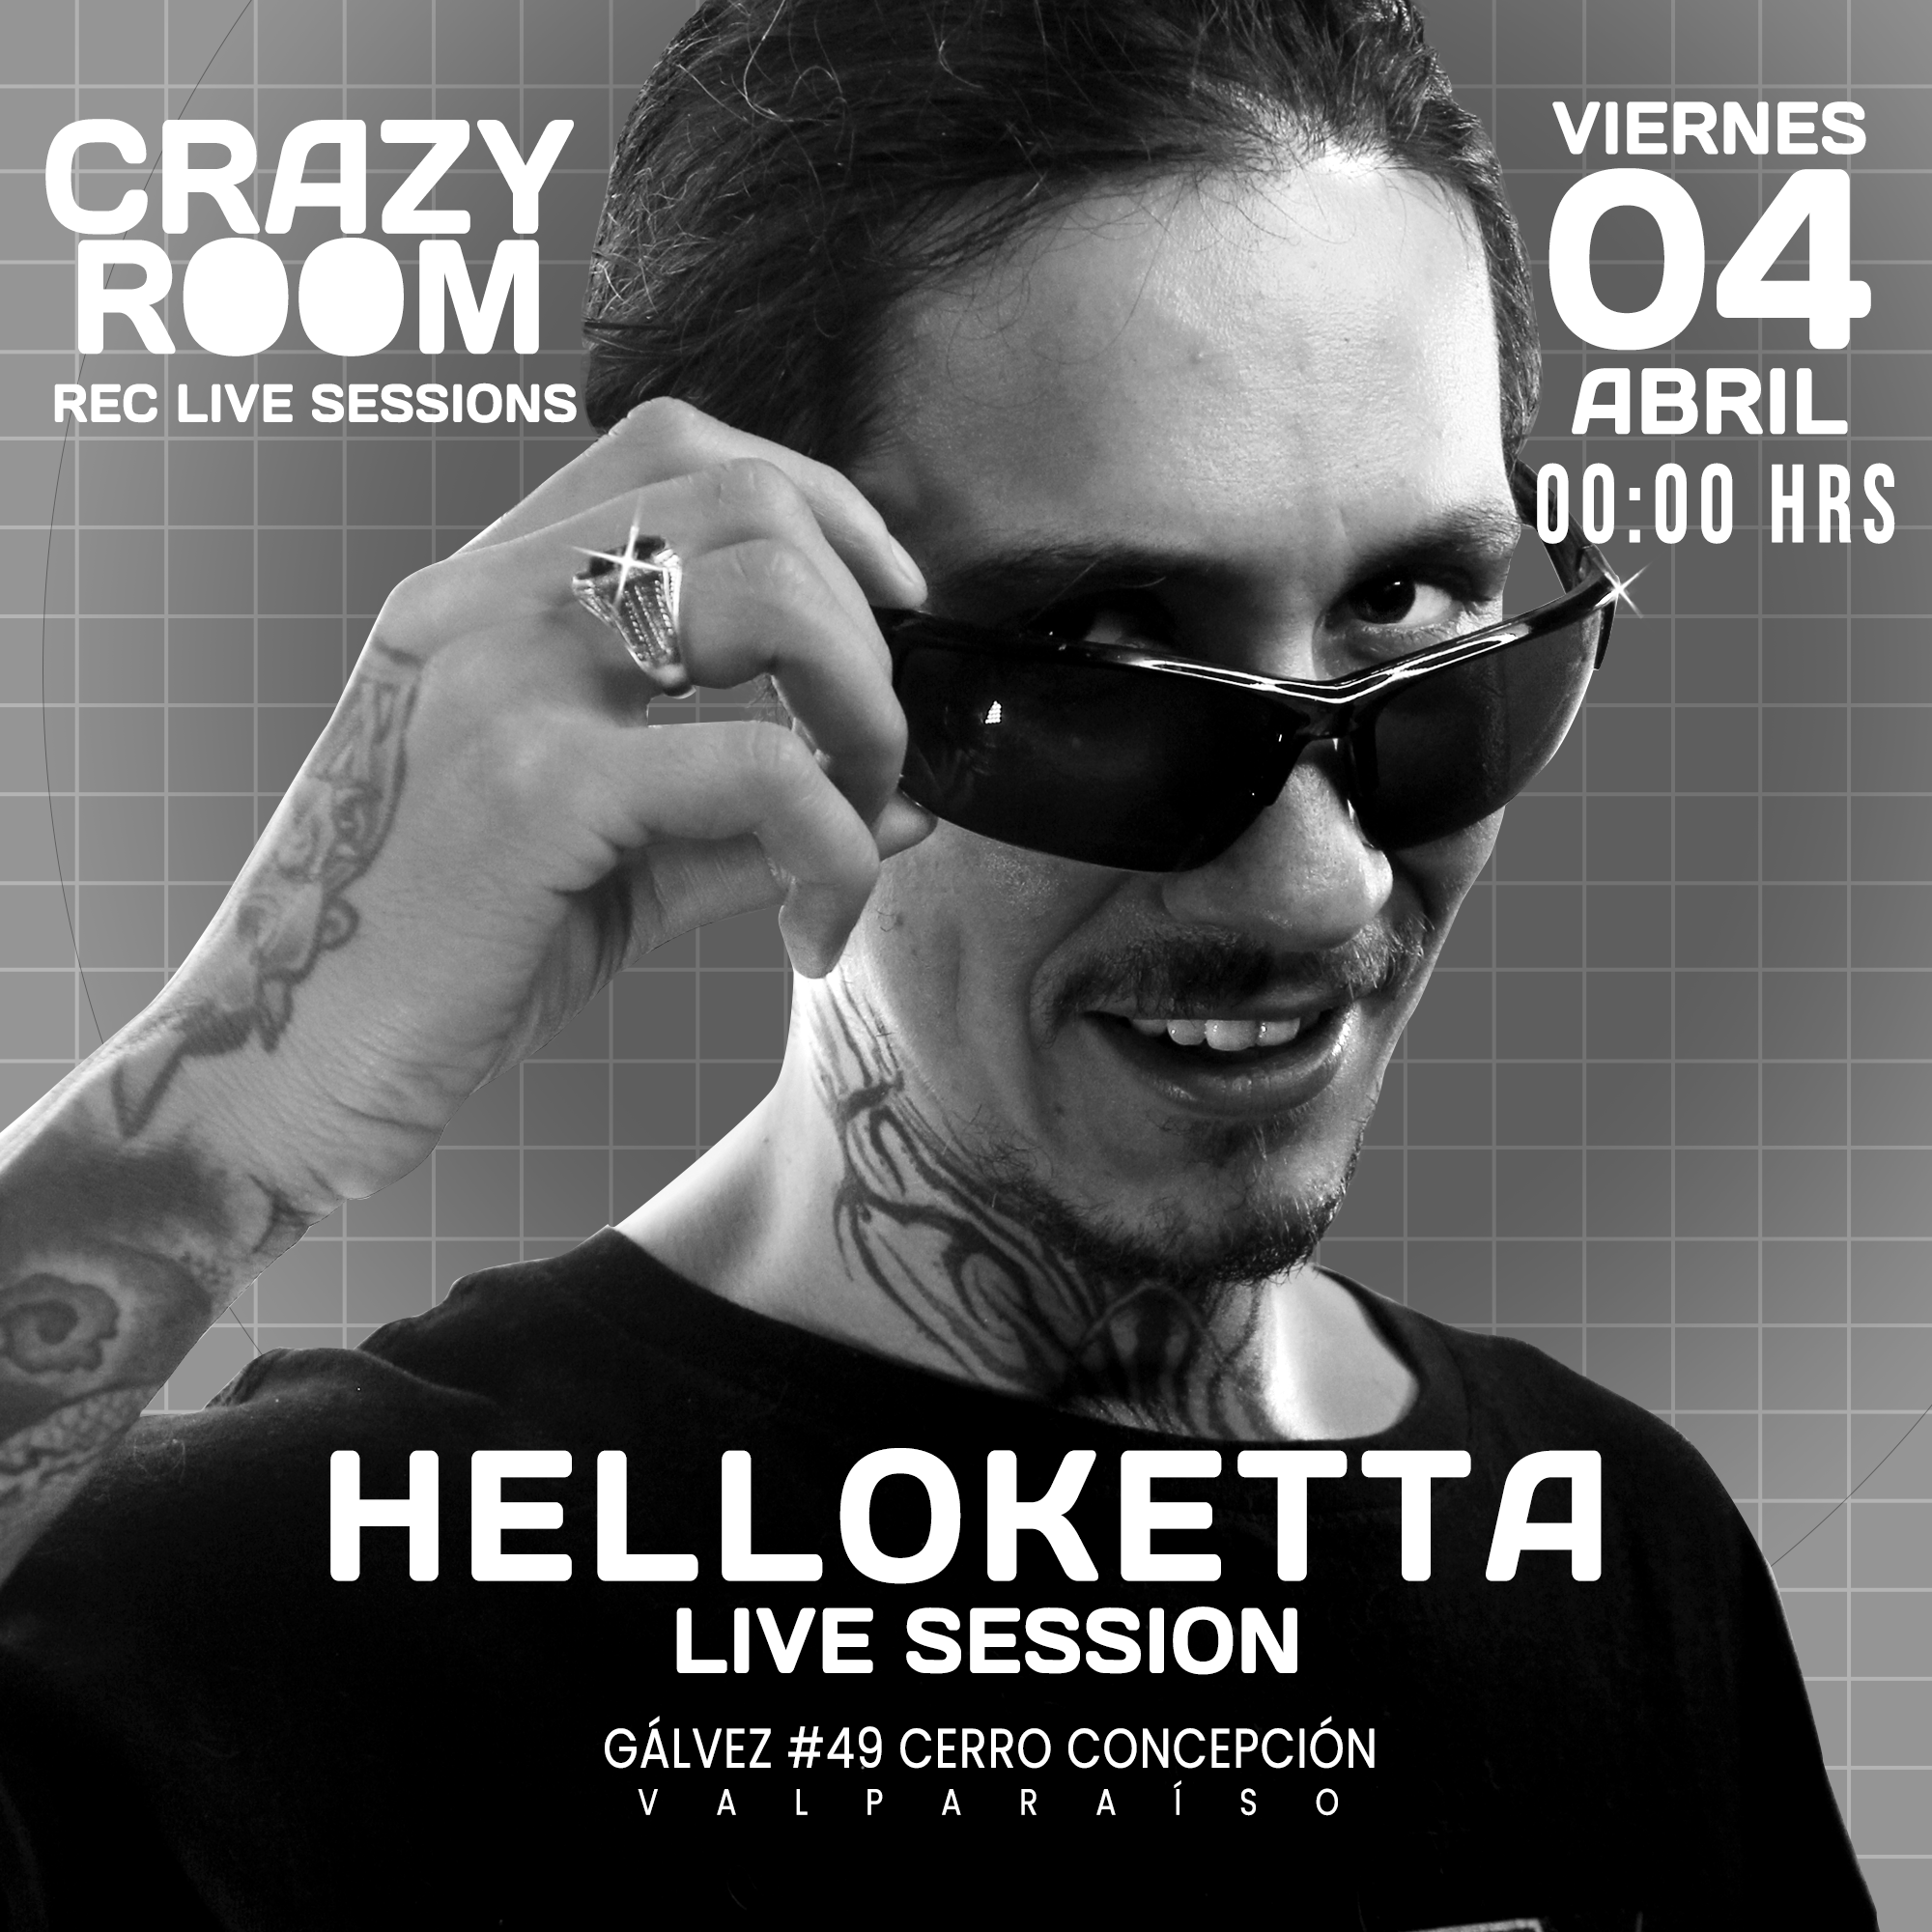 CRAZY
ROOM
REC LIVE SESSIONS
VIERNES
04
ABRIL
00:00 HRS
HELLOKETTA
LIVE SESSION
GÁLVEZ #49 CERRO CONCEPCIÓN
VALPARAÍSO